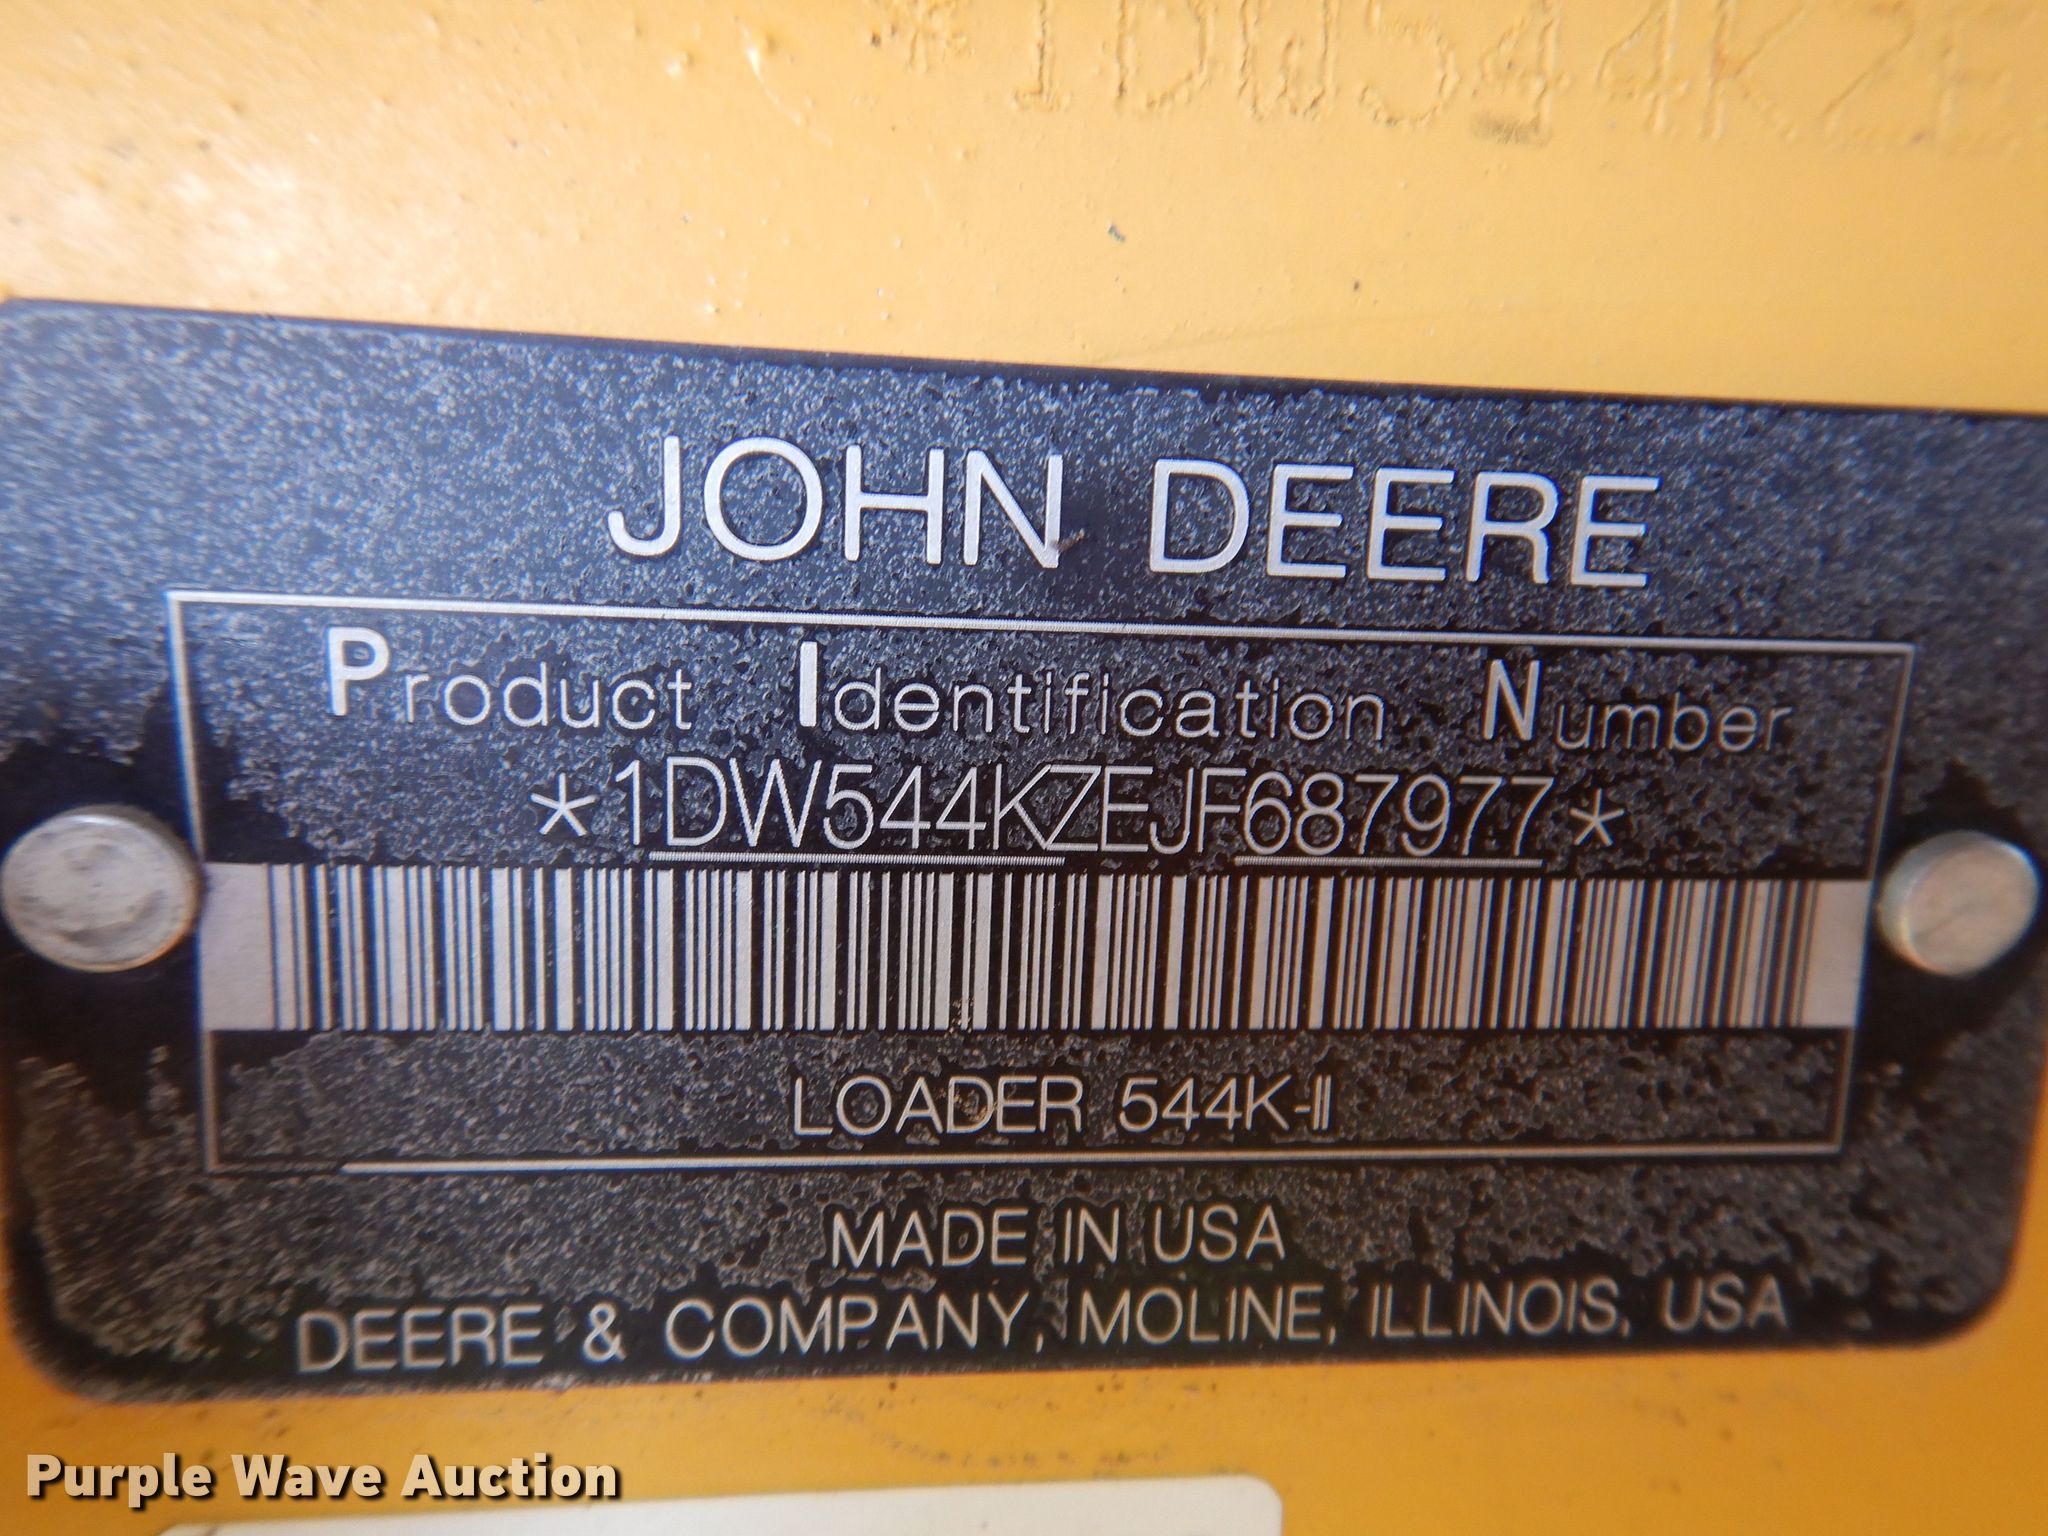 *1DW544KZE
JOHN DEERE
Product Identification Number
*1DW544KZEJF687977*
LOADER 544K-II
MADE IN USA
DEERE & COMPANY, MOLINE, ILLINOIS, USA
Purple Wave Auction